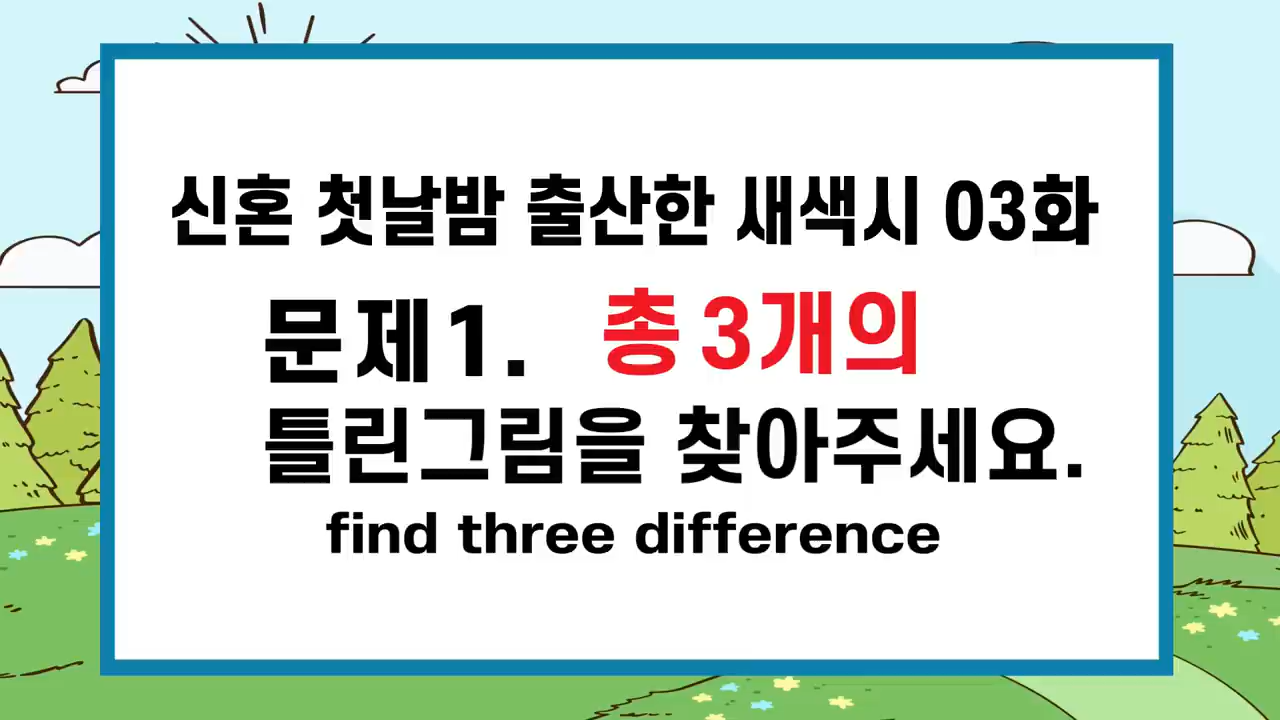 신혼 첫날밤 출산한 새색시 03화
문제1. 총 3개의
틀린그림을 찾아주세요.
find three difference